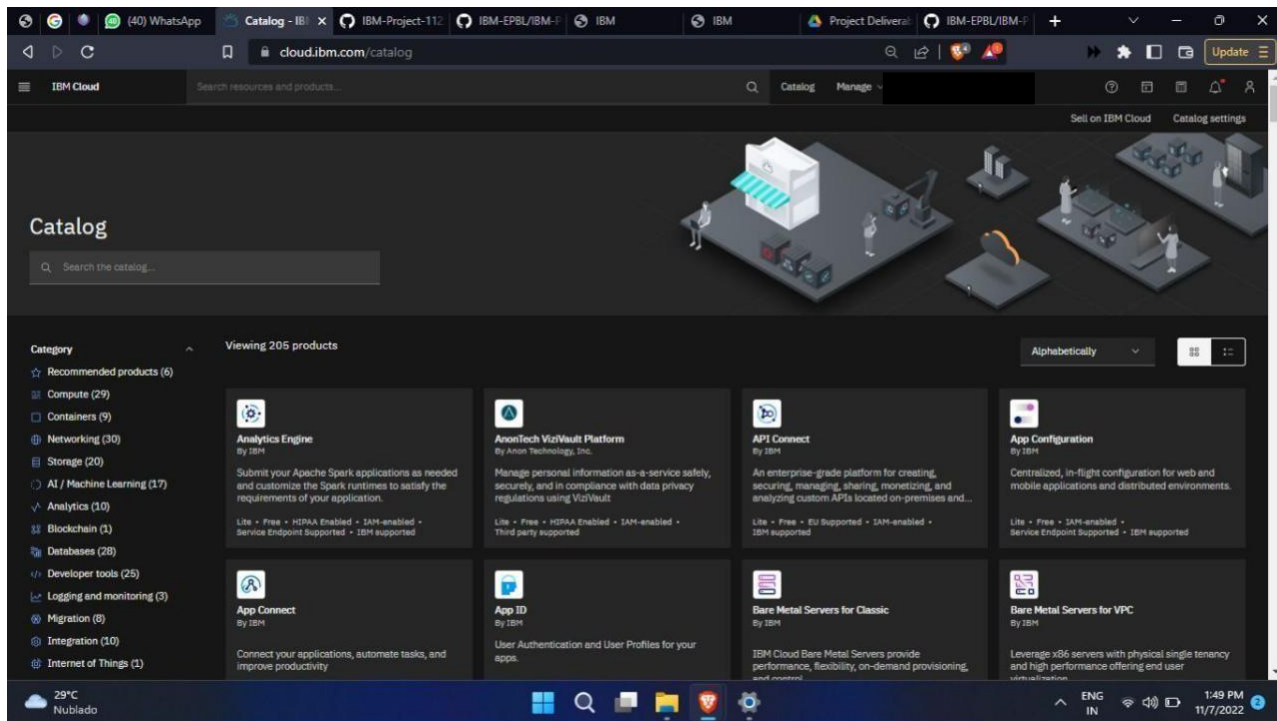 (40) WhatsApp
Catalog - IBM
IBM-Project-112
IBM-EPBL/IBM-P
IBM
IBM
Project Deliverab
IBM-EPBL/IBM-P
cloud.ibm.com/catalog
Update
IBM Cloud
Search resources and products...
Catalog
Manage
Sell on IBM Cloud
Catalog settings
Catalog
Search the catalog...
Category
Recommended products (6)
Compute (29)
Containers (9)
Networking (30)
Storage (20)
AI / Machine Learning (17)
Analytics (10)
Blockchain (1)
Databases (28)
Developer tools (25)
Logging and monitoring (3)
Migration (8)
Integration (10)
Internet of Things (1)
Viewing 205 products
Alphabetically
Analytics Engine
By IBM
Submit your Apache Spark applications as needed
and customize the Spark runtimes to satisfy the
requirements of your application.
Lite • Free • HIPAA Enabled • IAM-enabled •
Service Endpoint Supported • IBM supported
AnonTech ViziVault Platform
By Anon Technology, Inc.
Manage personal information as-a-service safely,
securely, and in compliance with data privacy
regulations using ViziVault
Lite • Free • HIPAA Enabled • IAM-enabled •
Third party supported
API Connect
By IBM
An enterprise-grade platform for creating,
securing, managing, sharing, monetizing, and
analyzing custom APIs located on-premises and...
Lite • Free • EU Supported • IAM-enabled •
IBM supported
App Configuration
By IBM
Centralized, in-flight configuration for web and
mobile applications and distributed environments.
Lite • Free • IAM-enabled •
Service Endpoint Supported • IBM supported
App Connect
By IBM
Connect your applications, automate tasks, and
improve productivity
App ID
By IBM
User Authentication and User Profiles for your
apps.
Bare Metal Servers for Classic
By IBM
IBM Cloud Bare Metal Servers provide
performance, flexibility, on-demand provisioning,
and control
Bare Metal Servers for VPC
By IBM
Leverage x86 servers with physical single tenancy
and high performance offering end user
virtualization
29°C
Nublado
ENG
IN
1:49 PM
11/7/2022
2